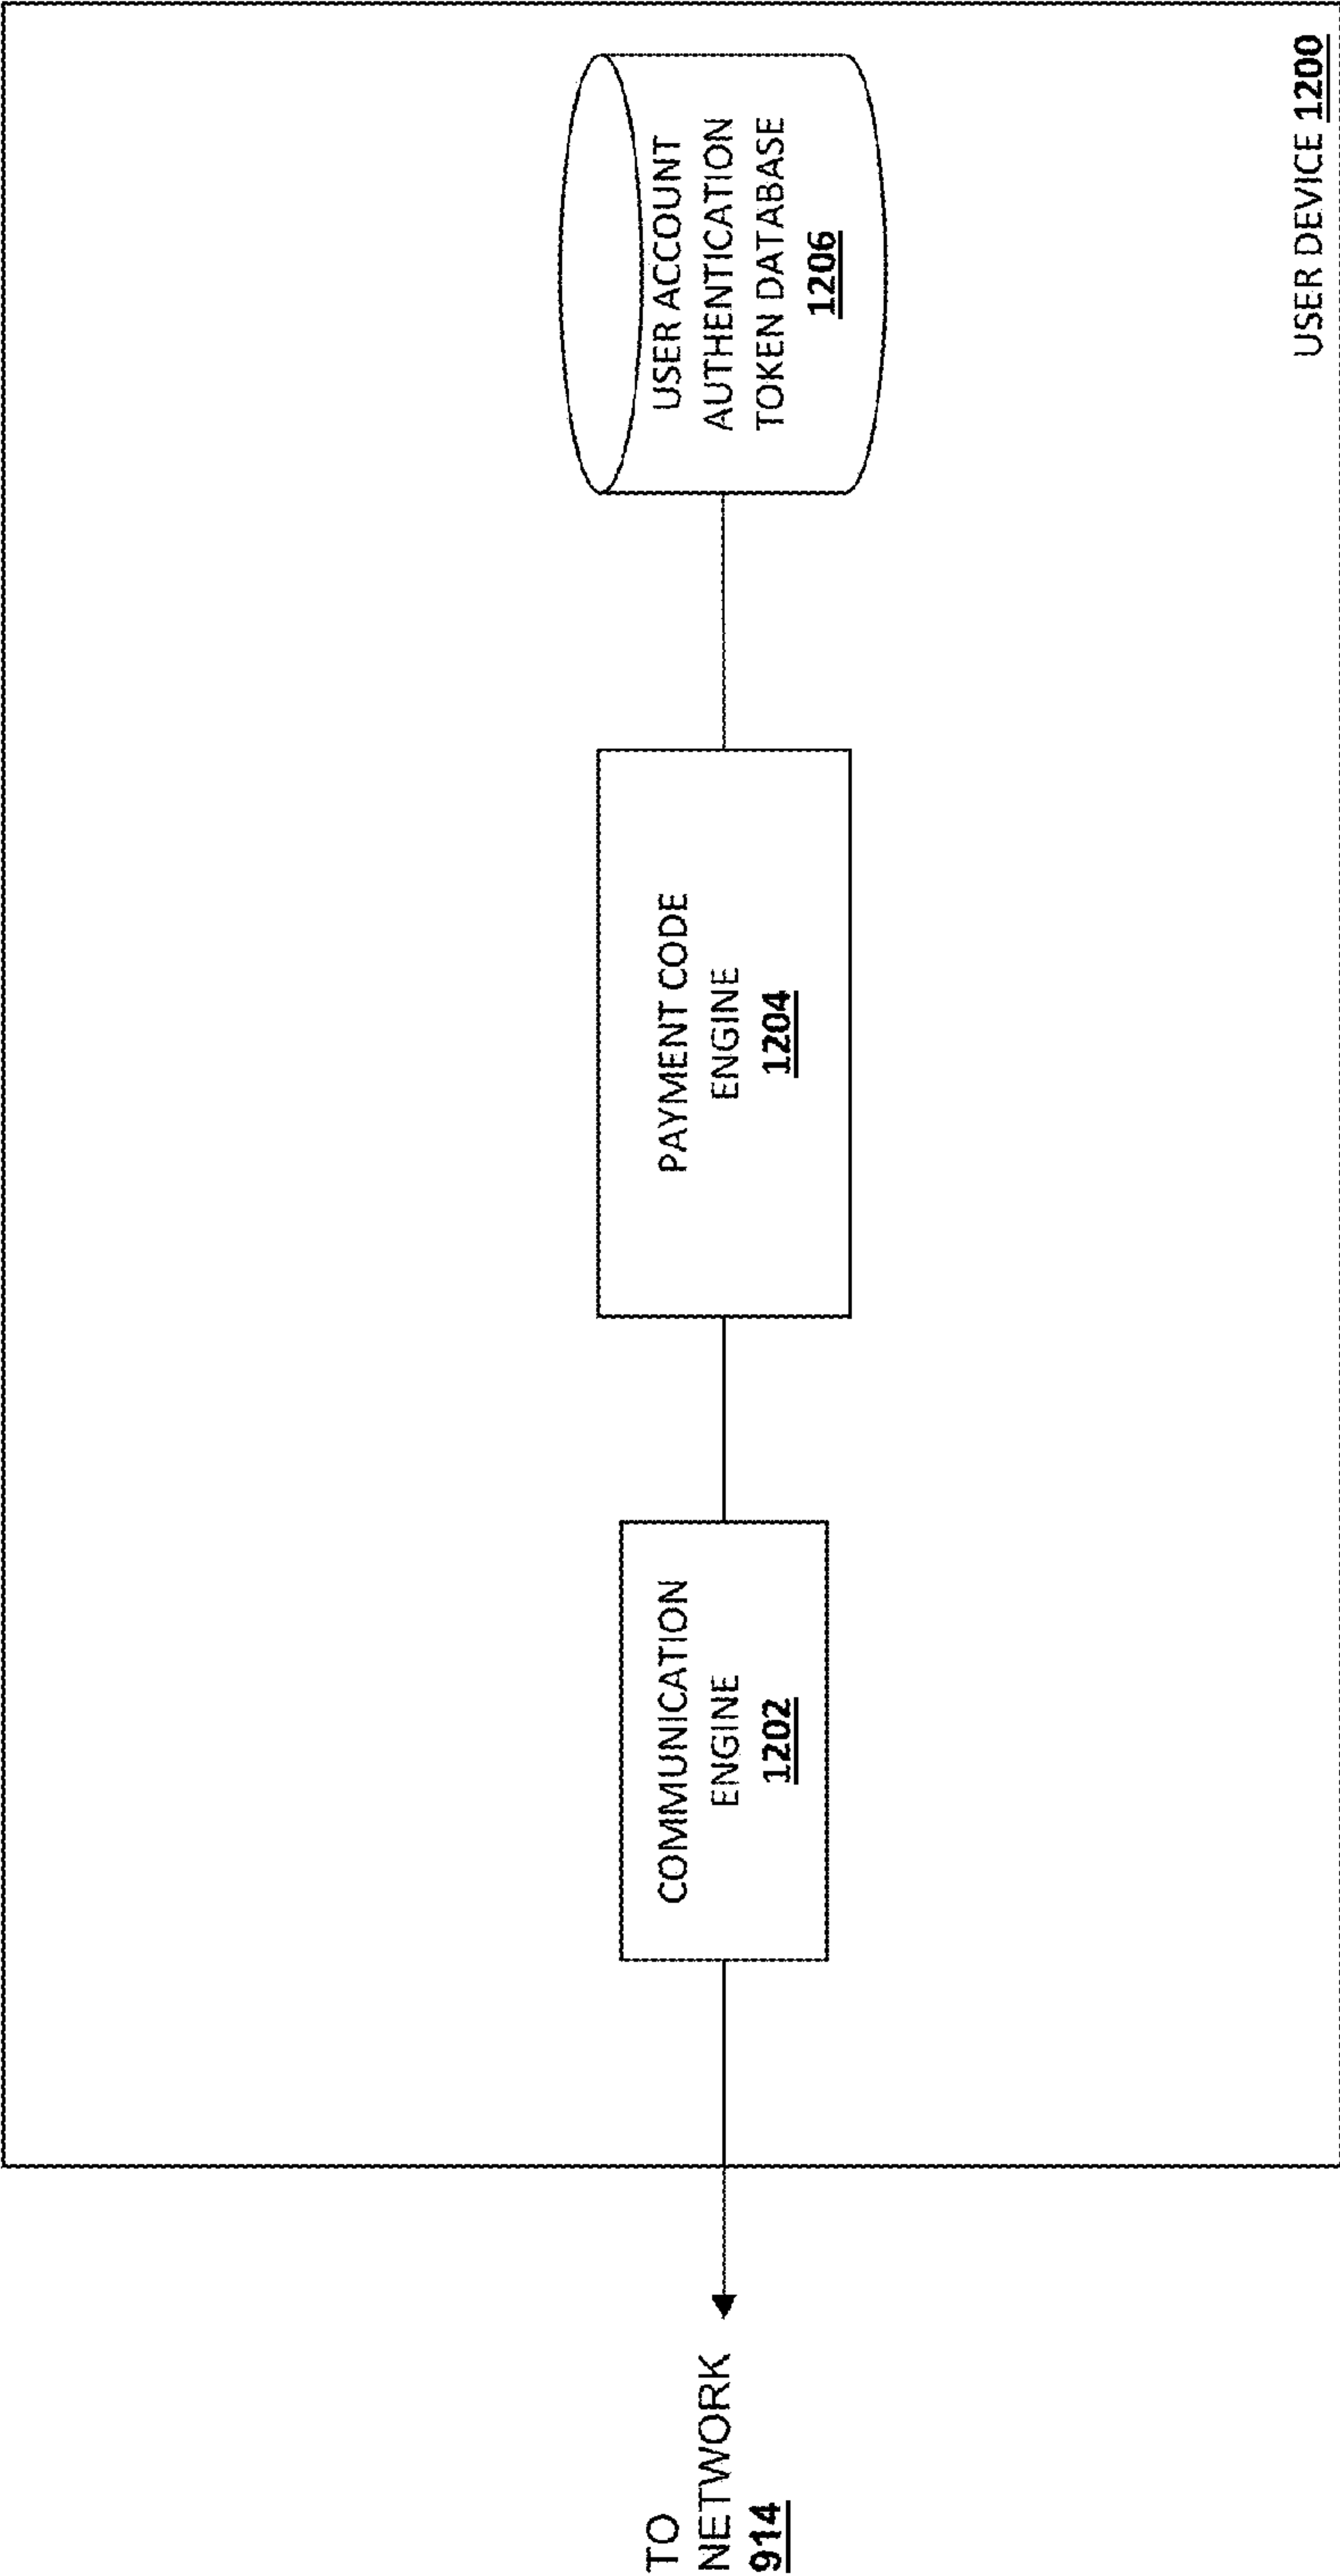 TO
NETWORK
914
COMMUNICATION
ENGINE
1202
PAYMENT CODE
ENGINE
1204
USER ACCOUNT
AUTHENTICATION
TOKEN DATABASE
1206
USER DEVICE 1200